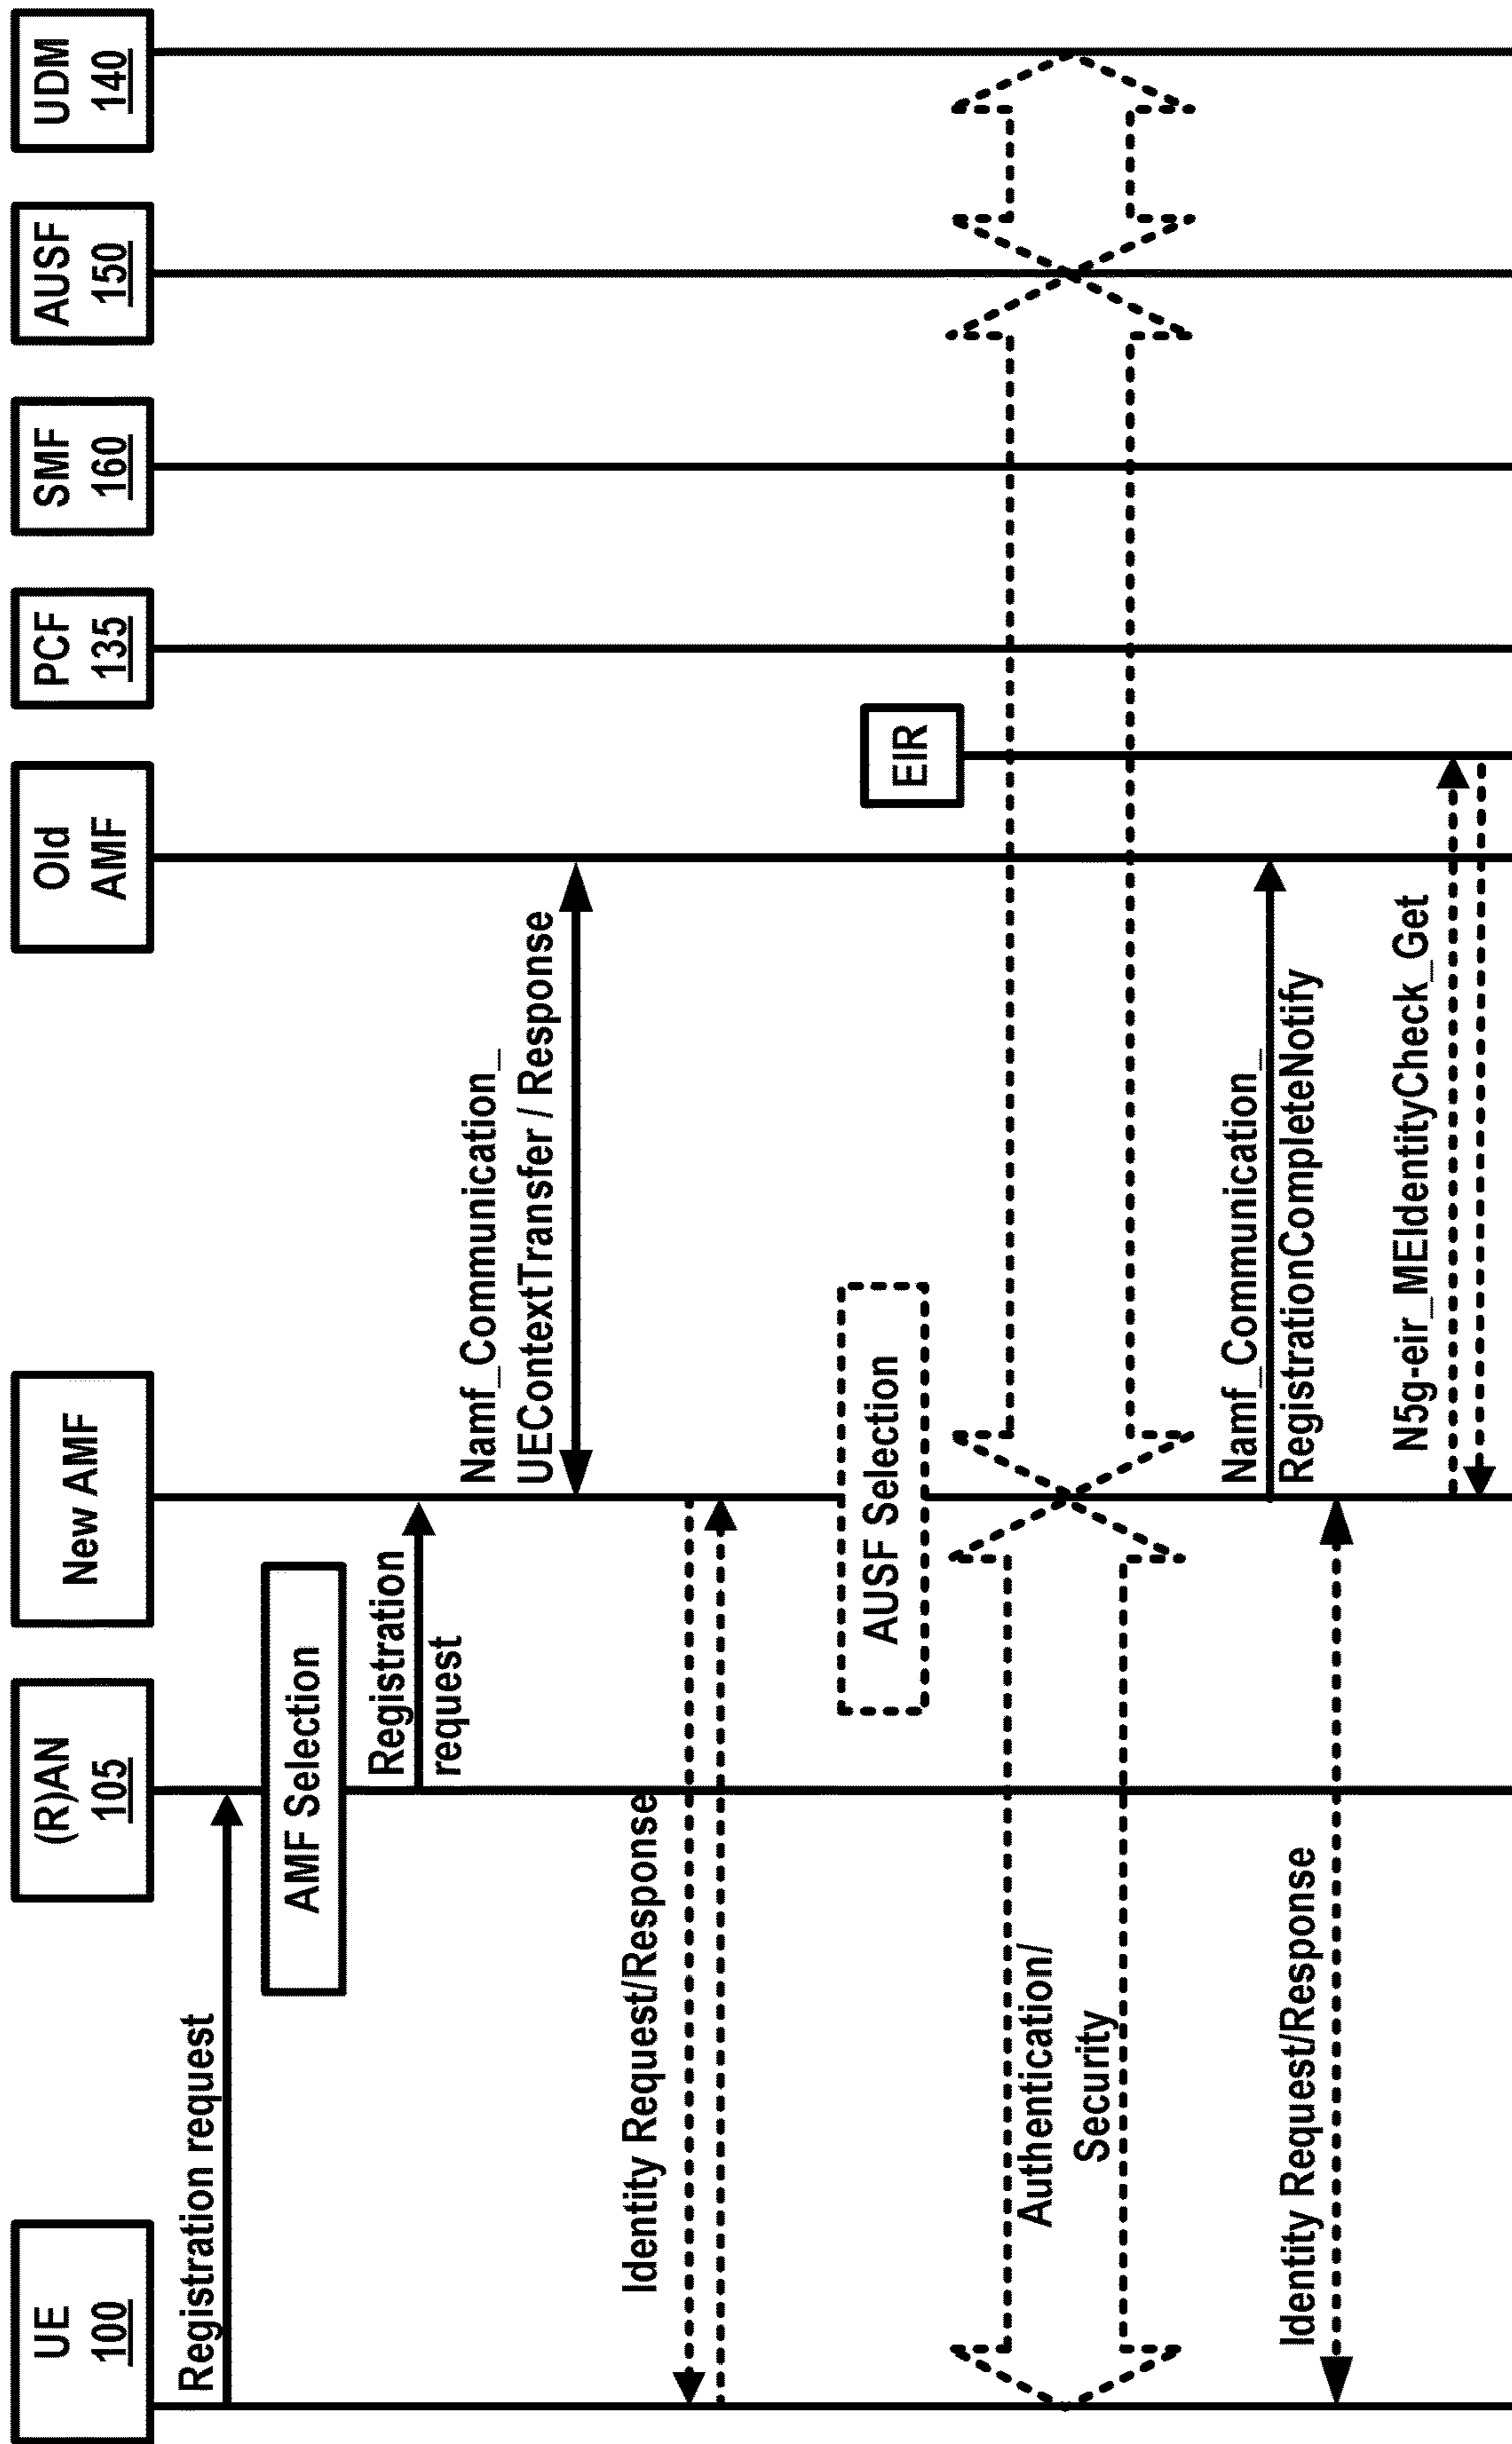 UE
100
(R)AN
105
New AMF
Old
AMF
PCF
135
SMF
160
AUSF
150
UDM
140
Registration request
AMF Selection
Registration
request
Namf_Communication_
UEContextTransfer / Response
Identity Request/Response
AUSF Selection
EIR
Authentication/
Security
Namf_Communication_
RegistrationCompleteNotify
Identity Request/Response
N5g-eir_MEIdentityCheck_Get